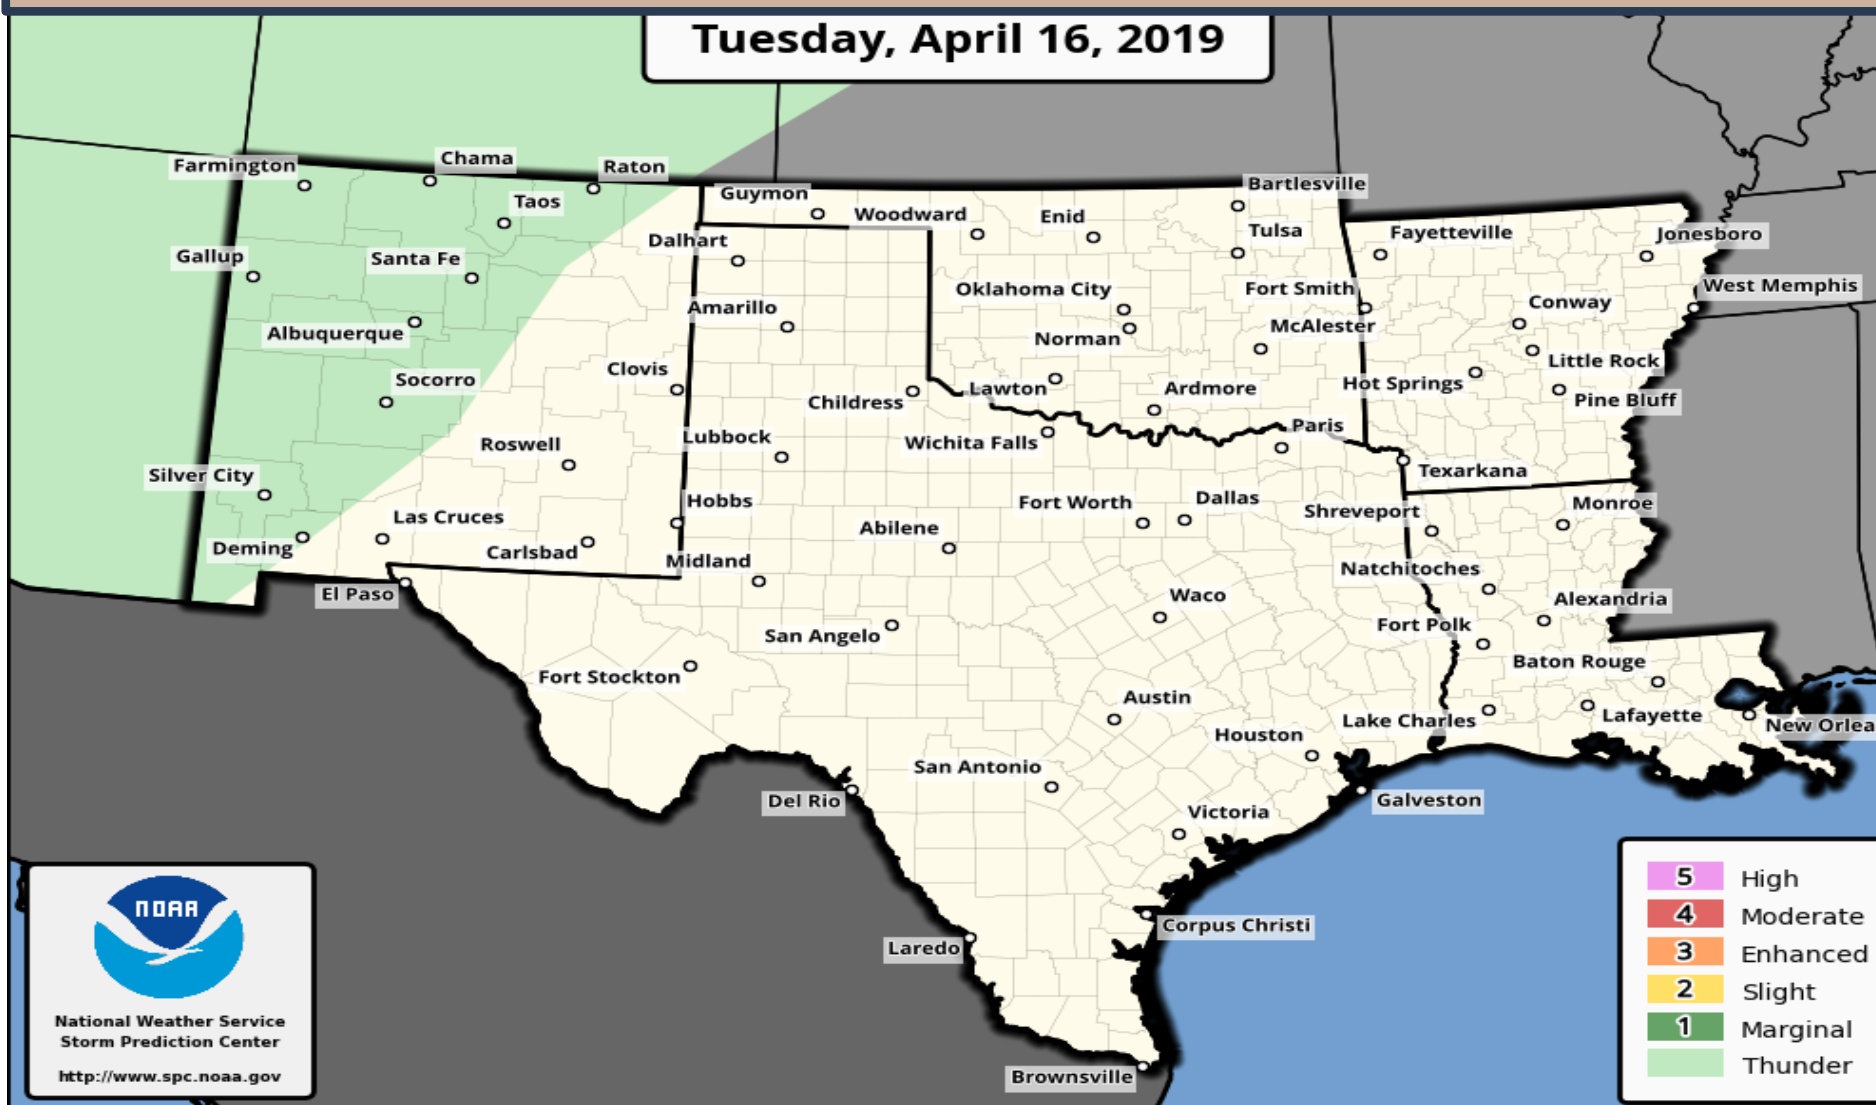 Tuesday, April 16, 2019
Farmington
Chama
Raton
Taos
Guymon
Woodward
Enid
Bartlesville
Tulsa
Fayetteville
Jonesboro
Gallup
Santa Fe
Dalhart
Oklahoma City
Fort Smith
West Memphis
Conway
Amarillo
Albuquerque
Norman
McAlester
Little Rock
Socorro
Clovis
Childress
Lawton
Ardmore
Hot Springs
Pine Bluff
Roswell
Lubbock
Wichita Falls
Paris
Texarkana
Silver City
Hobbs
Fort Worth
Dallas
Shreveport
Monroe
Las Cruces
Abilene
Deming
Carlsbad
Midland
Natchitoches
El Paso
Waco
Alexandria
San Angelo
Fort Polk
Fort Stockton
Baton Rouge
Austin
Lake Charles
Lafayette
New Orlea
Houston
San Antonio
Del Rio
Galveston
Victoria
Corpus Christi
Laredo
Brownsville
NOAA
National Weather Service
Storm Prediction Center
http://www.spc.noaa.gov
5 High
4 Moderate
3 Enhanced
2 Slight
1 Marginal
Thunder